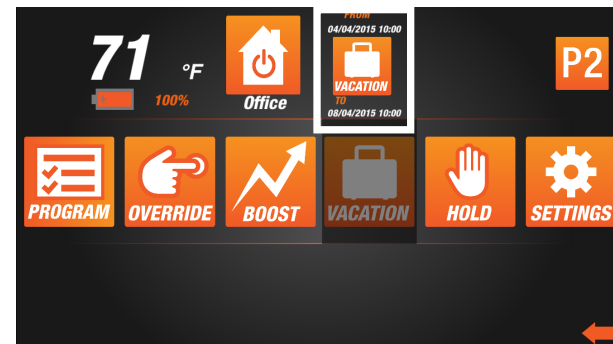 FROM
04/04/2015 10:00
VACATION
TO
08/04/2015 10:00
71 °F
100%
Office
P2
PROGRAM
OVERRIDE
BOOST
VACATION
HOLD
SETTINGS